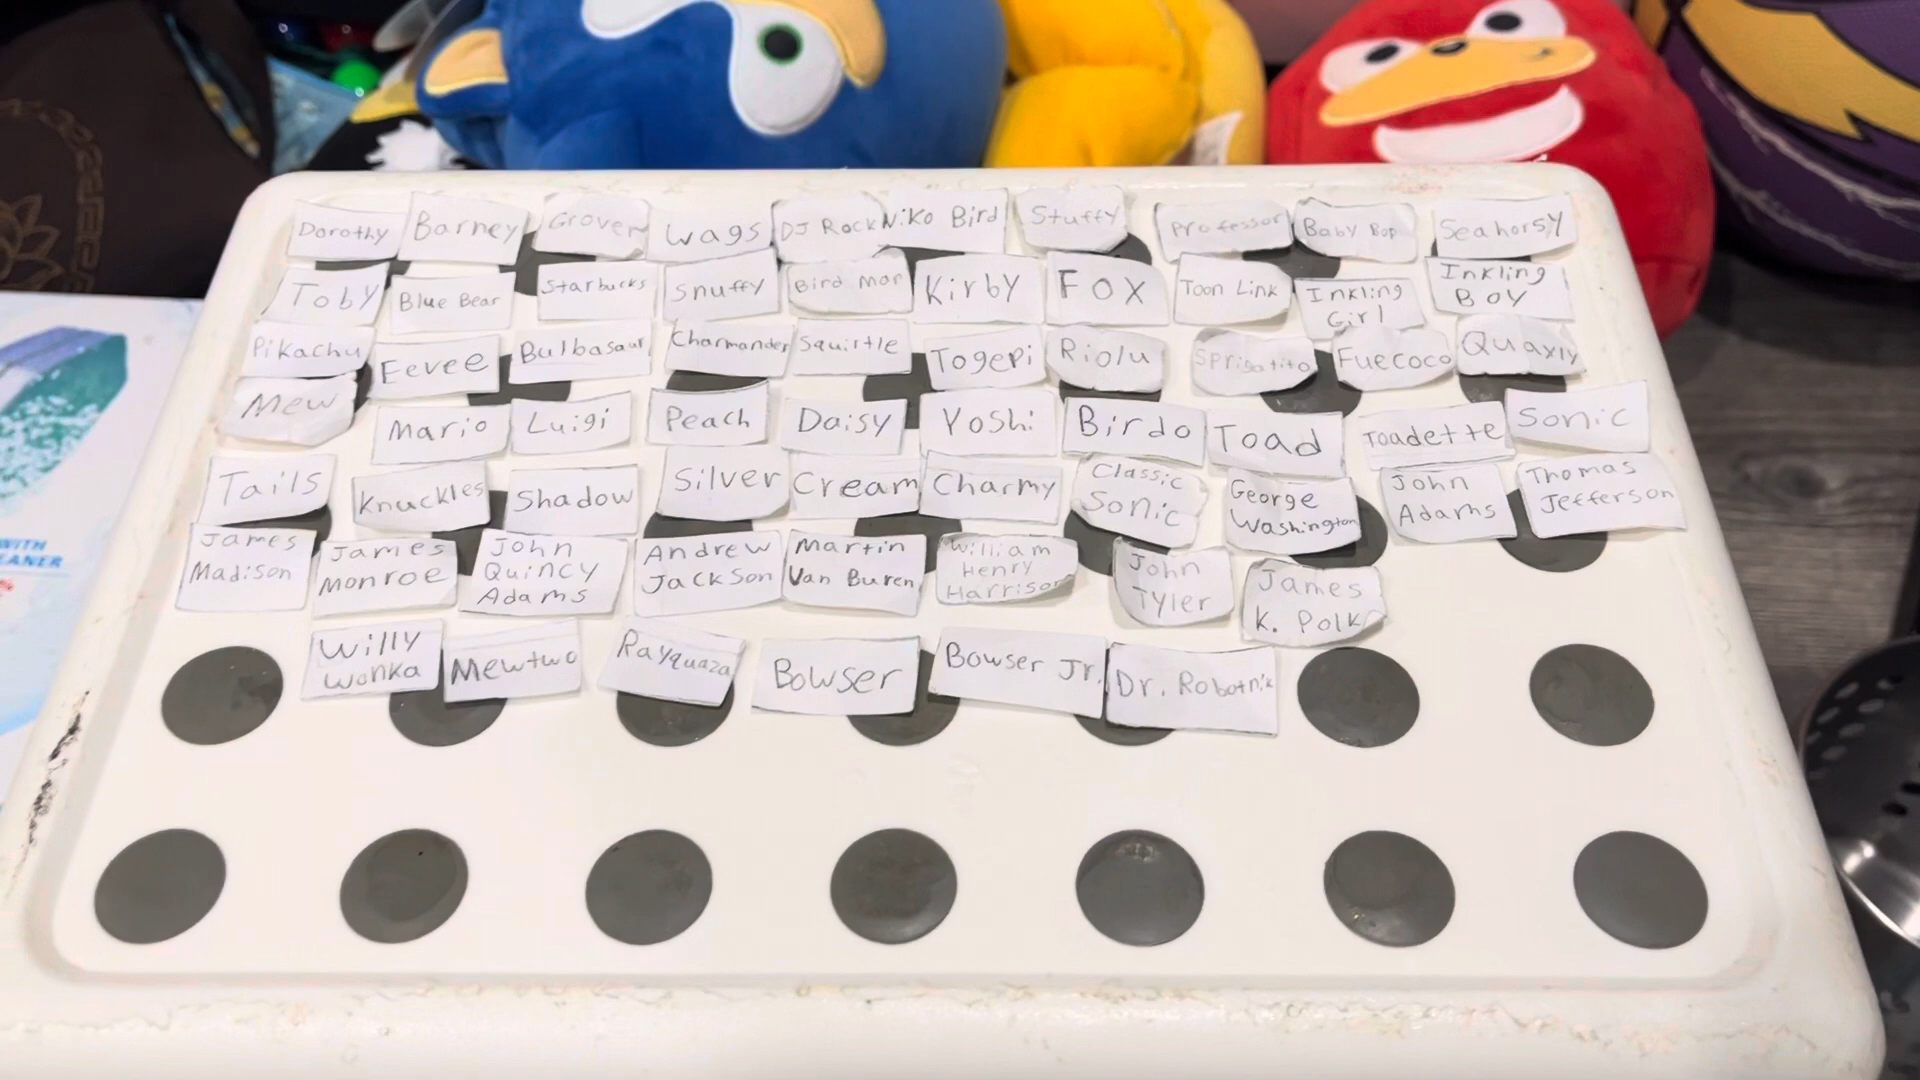 Dorothy Barney Grover Wags DJ Rock Niko Bird Stuffy Professor Baby Bop Seahorsy
Toby Blue Bear Starbucks Snuffy Bird Man Kirby Fox Toon Link Inkling Girl Inkling Boy
Pikachu Eevee Bulbasaur Charmander Squirtle Togepi Riolu Sprigatito Fuecoco Quaxly
Mew Mario Luigi Peach Daisy Yoshi Birdo Toad Toadette Sonic
Tails Knuckles Shadow Silver Cream Charmy Classic Sonic George Washington John Adams Thomas Jefferson
James Madison James Monroe John Quincy Adams Andrew Jackson Martin Van Buren William Henry Harrison John Tyler James K. Polk
Willy Wonka Mewtwo Rayquaza Bowser Bowser Jr. Dr. Robotnik
WITH
EANER